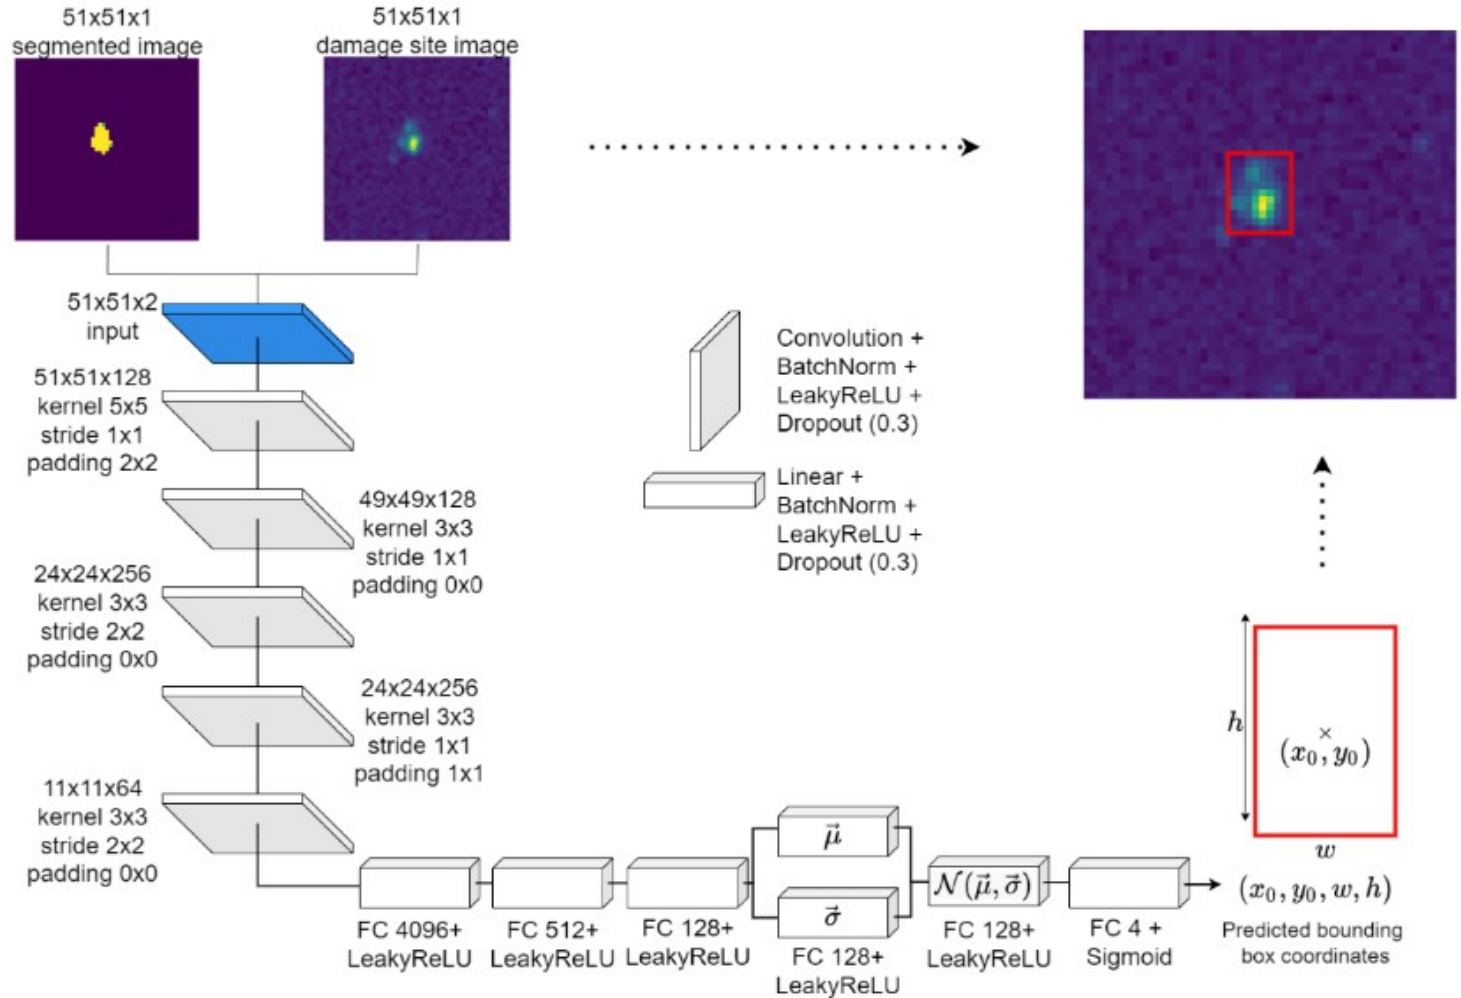 51x51x1
segmented image
51x51x1
damage site image
51x51x2
input
51x51x128
kernel 5x5
stride 1x1
padding 2x2
49x49x128
kernel 3x3
stride 1x1
padding 0x0
24x24x256
kernel 3x3
stride 2x2
padding 0x0
24x24x256
kernel 3x3
stride 1x1
padding 1x1
11x11x64
kernel 3x3
stride 2x2
padding 0x0
Convolution +
BatchNorm +
LeakyReLU +
Dropout (0.3)
Linear +
BatchNorm +
LeakyReLU +
Dropout (0.3)
FC 4096+
LeakyReLU
FC 512+
LeakyReLU
FC 128+
LeakyReLU
μ⃗
σ⃗
FC 128+
LeakyReLU
𝒩(μ⃗, σ⃗)
FC 128+
LeakyReLU
FC 4 +
Sigmoid
h
×
(x₀, y₀)
w
(x₀, y₀, w, h)
Predicted bounding
box coordinates